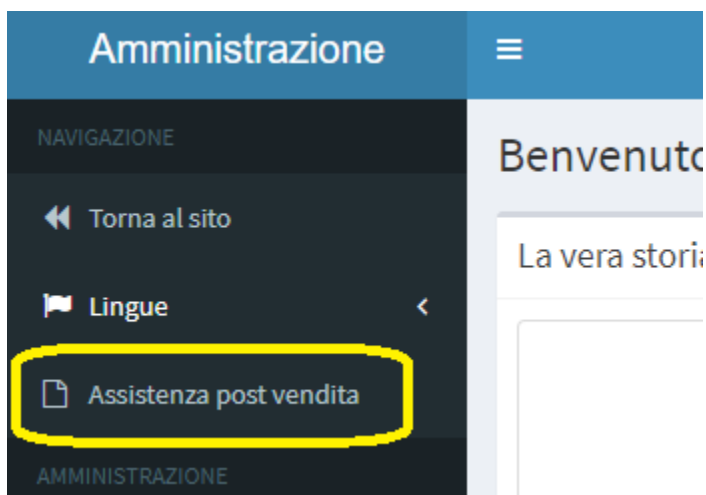 Amministrazione
NAVIGAZIONE
Benvenuto
Torna al sito
La vera storia
Lingue
Assistenza post vendita
AMMINISTRAZIONE